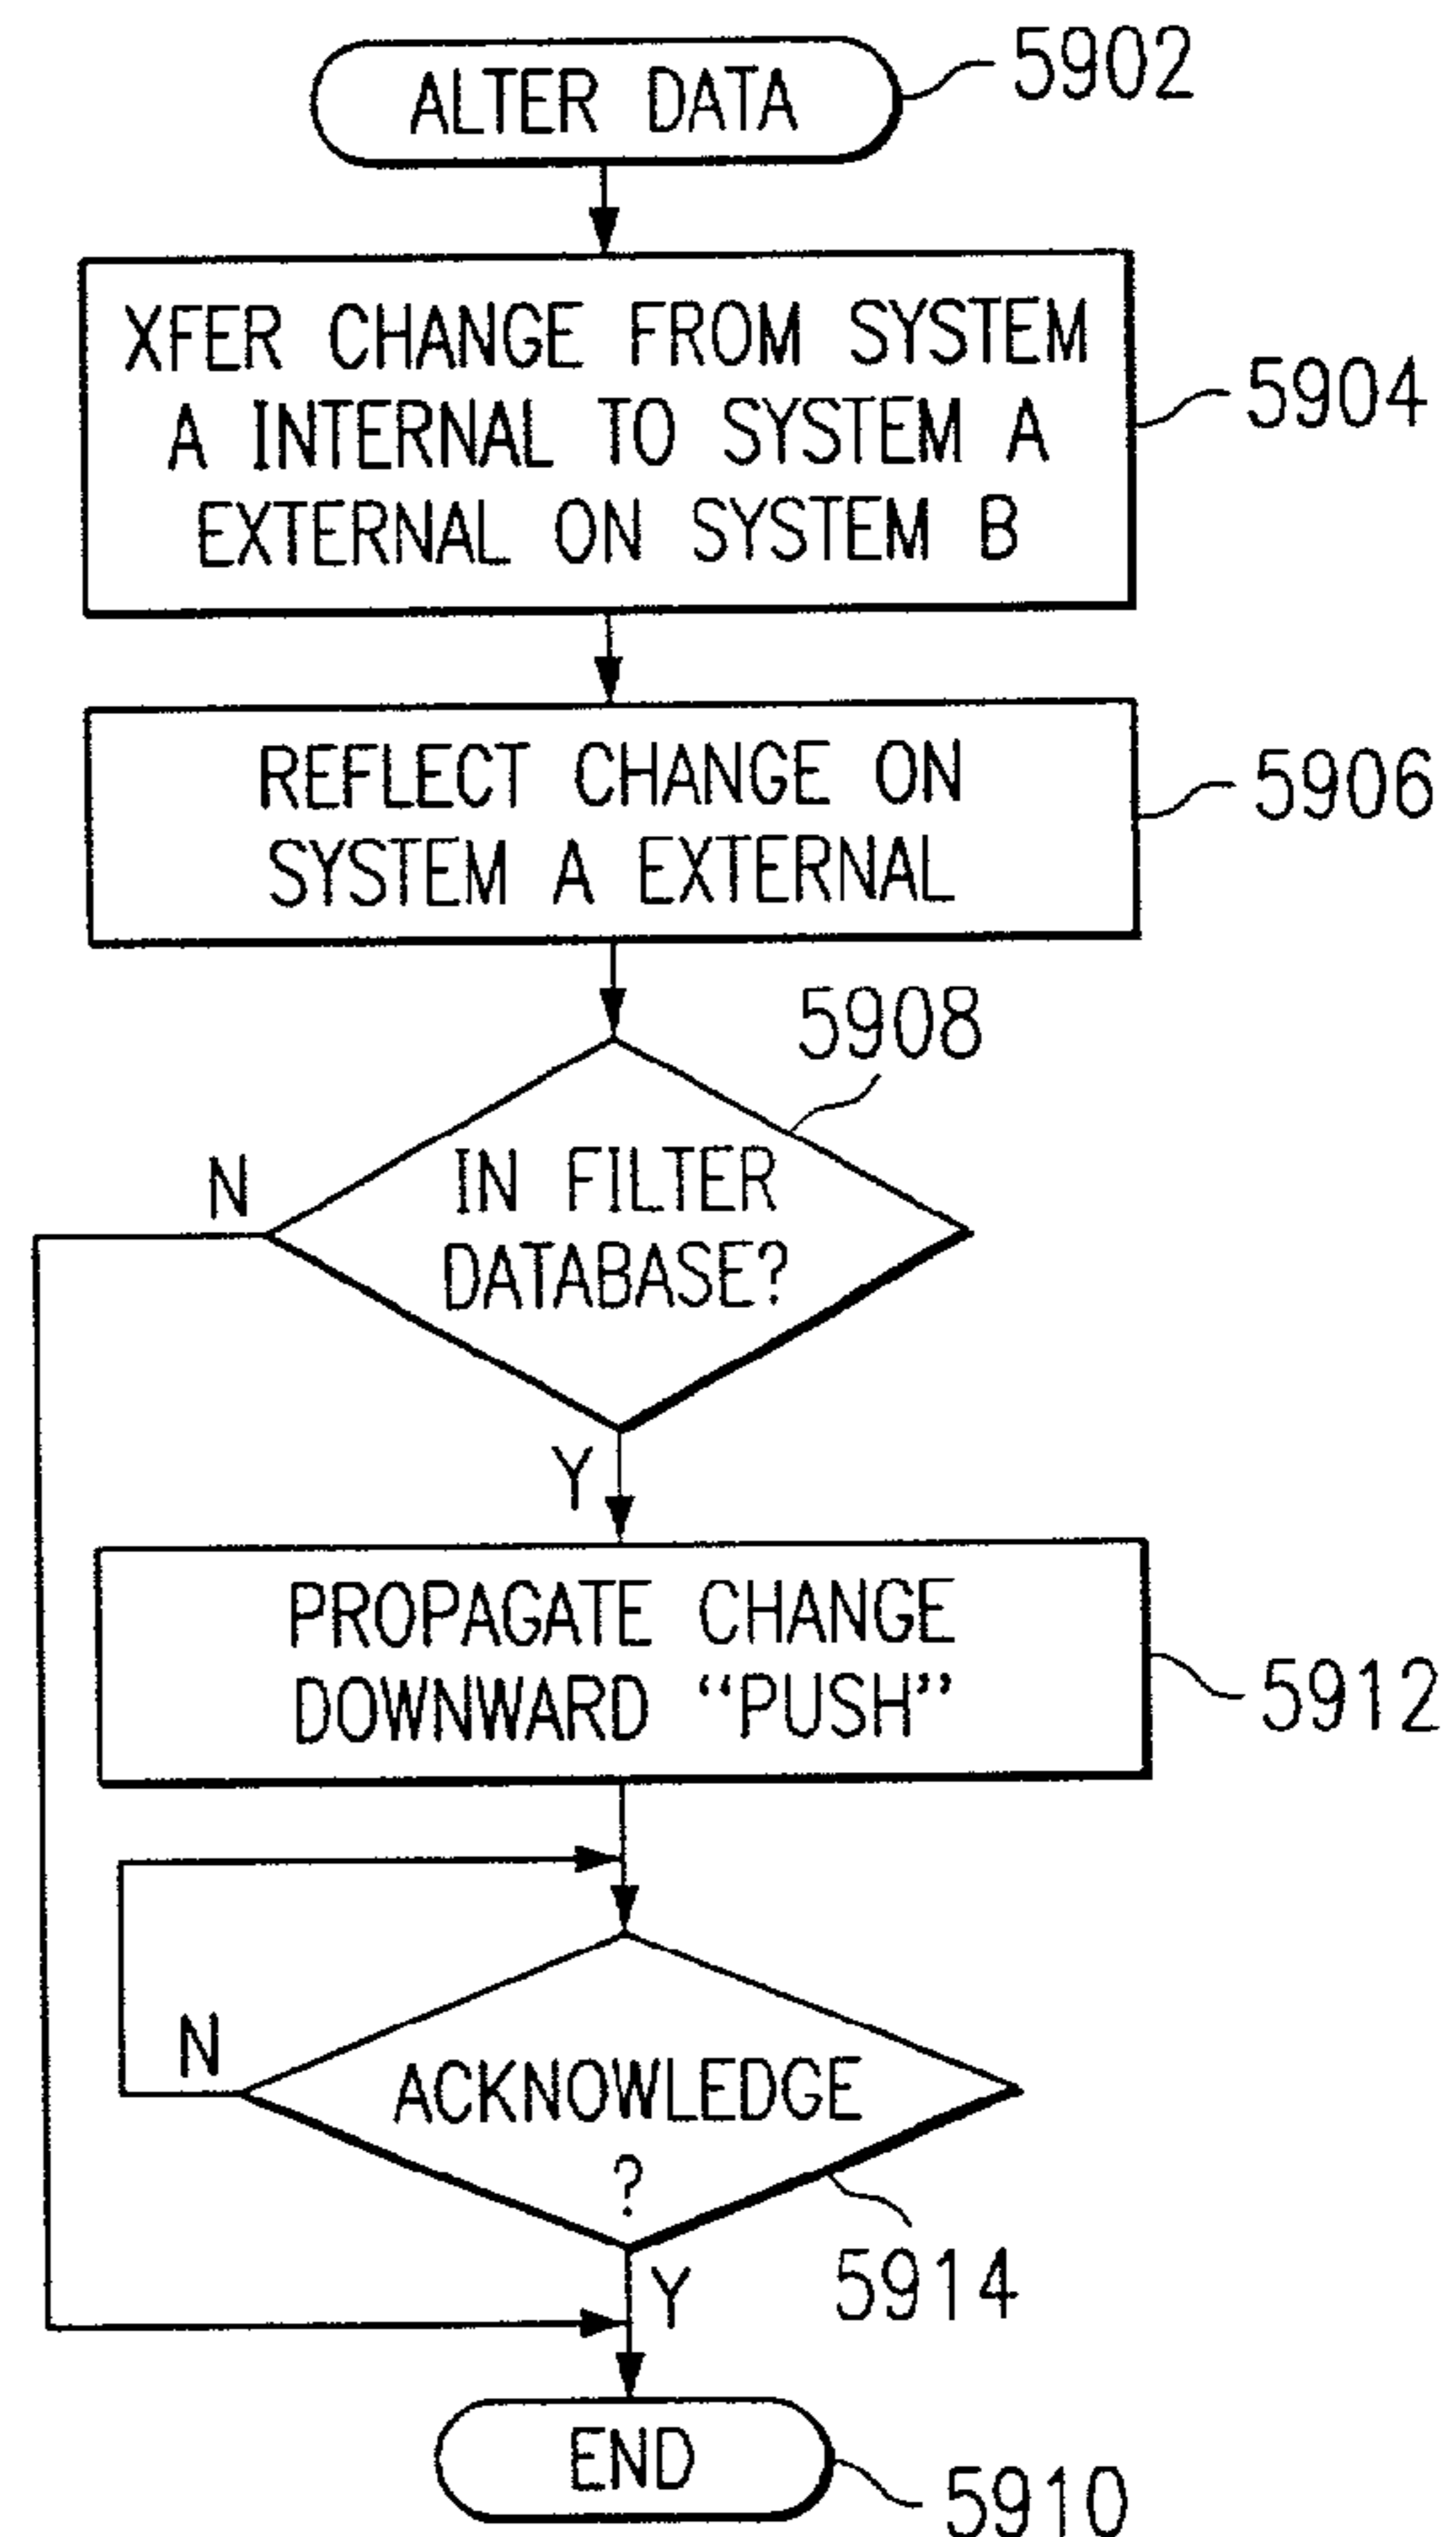 ALTER DATA
5902
XFER CHANGE FROM SYSTEM
A INTERNAL TO SYSTEM A
EXTERNAL ON SYSTEM B
5904
REFLECT CHANGE ON
SYSTEM A EXTERNAL
5906
5908
IN FILTER
DATABASE?
N
Y
PROPAGATE CHANGE
DOWNWARD “PUSH”
5912
N
ACKNOWLEDGE
?
5914
Y
END
5910